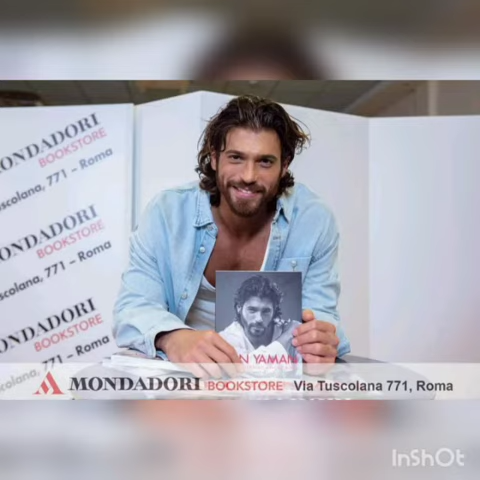 MONDADORI
BOOKSTORE
Tuscolana, 771 – Roma
MONDADORI
BOOKSTORE
Tuscolana, 771 – Roma
MONDADORI
BOOKSTORE
Tuscolana, 771 – Roma
N YAMAN
MONDADORI BOOKSTORE Via Tuscolana 771, Roma
InShOt